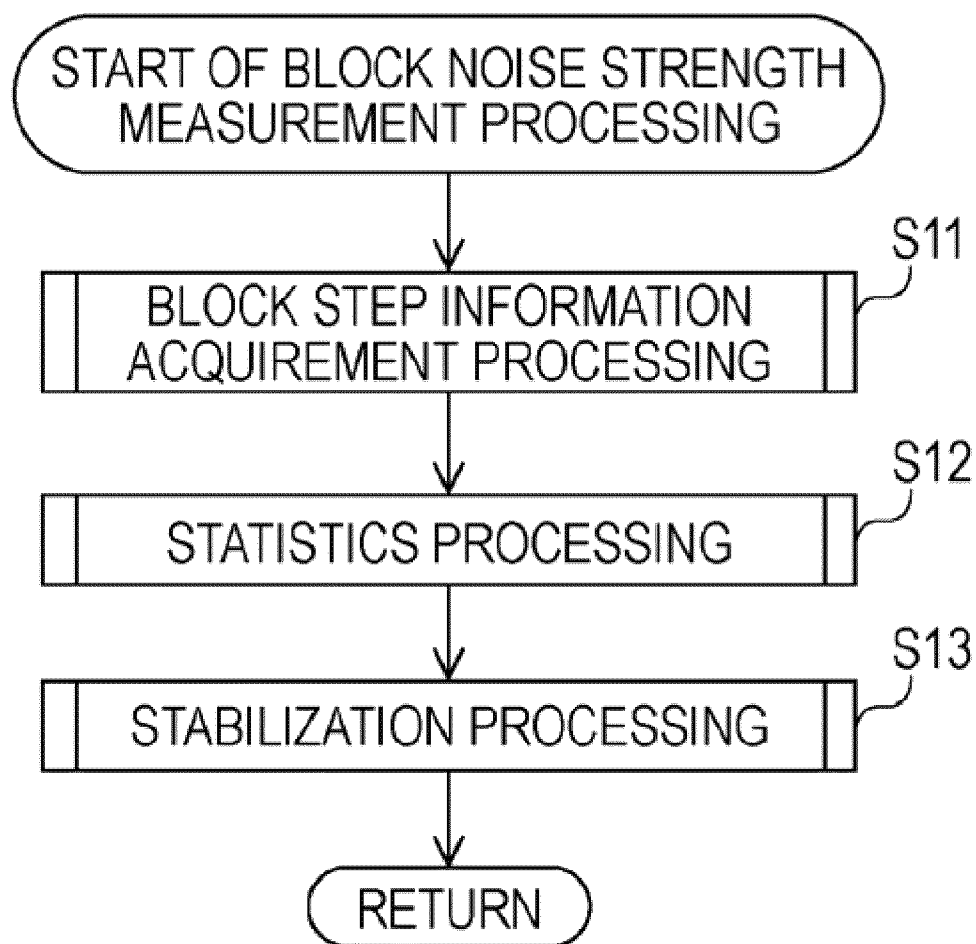 START OF BLOCK NOISE STRENGTH
MEASUREMENT PROCESSING
S11
BLOCK STEP INFORMATION
ACQUIREMENT PROCESSING
S12
STATISTICS PROCESSING
S13
STABILIZATION PROCESSING
RETURN